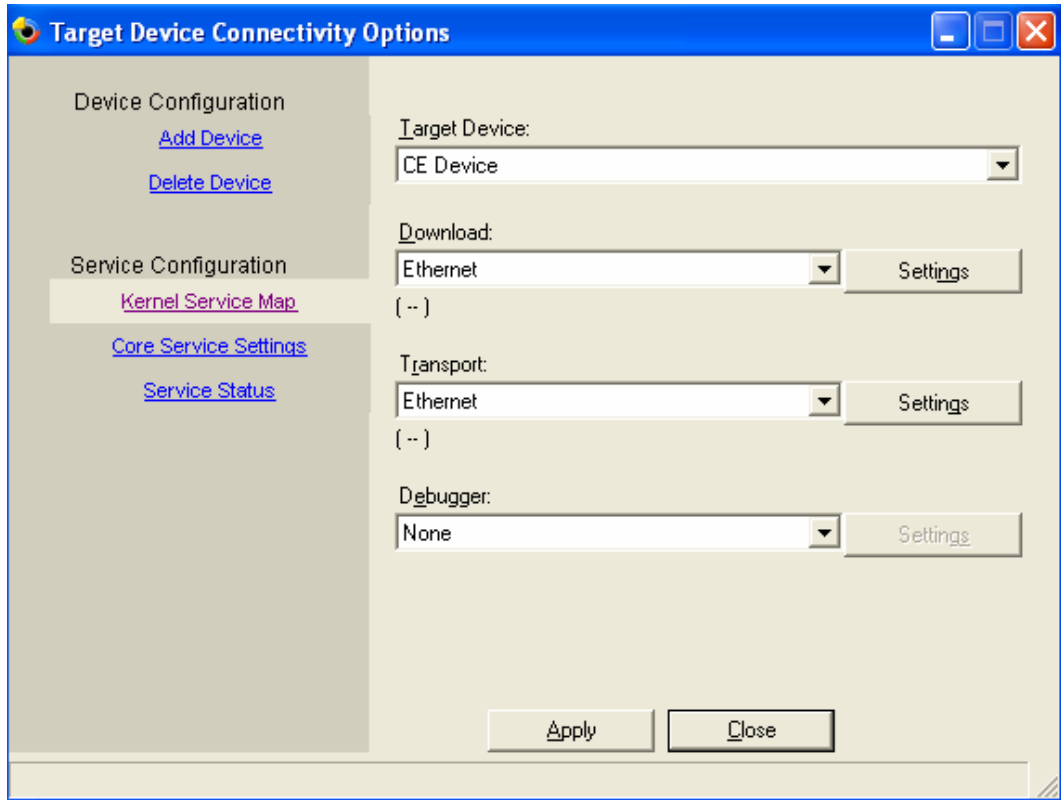 Target Device Connectivity Options
Device Configuration
Add Device
Delete Device
Service Configuration
Kernel Service Map
Core Service Settings
Service Status
Target Device:
CE Device
Download:
Ethernet
Settings
( -- )
Transport:
Ethernet
Settings
( -- )
Debugger:
None
Settings
Apply
Close